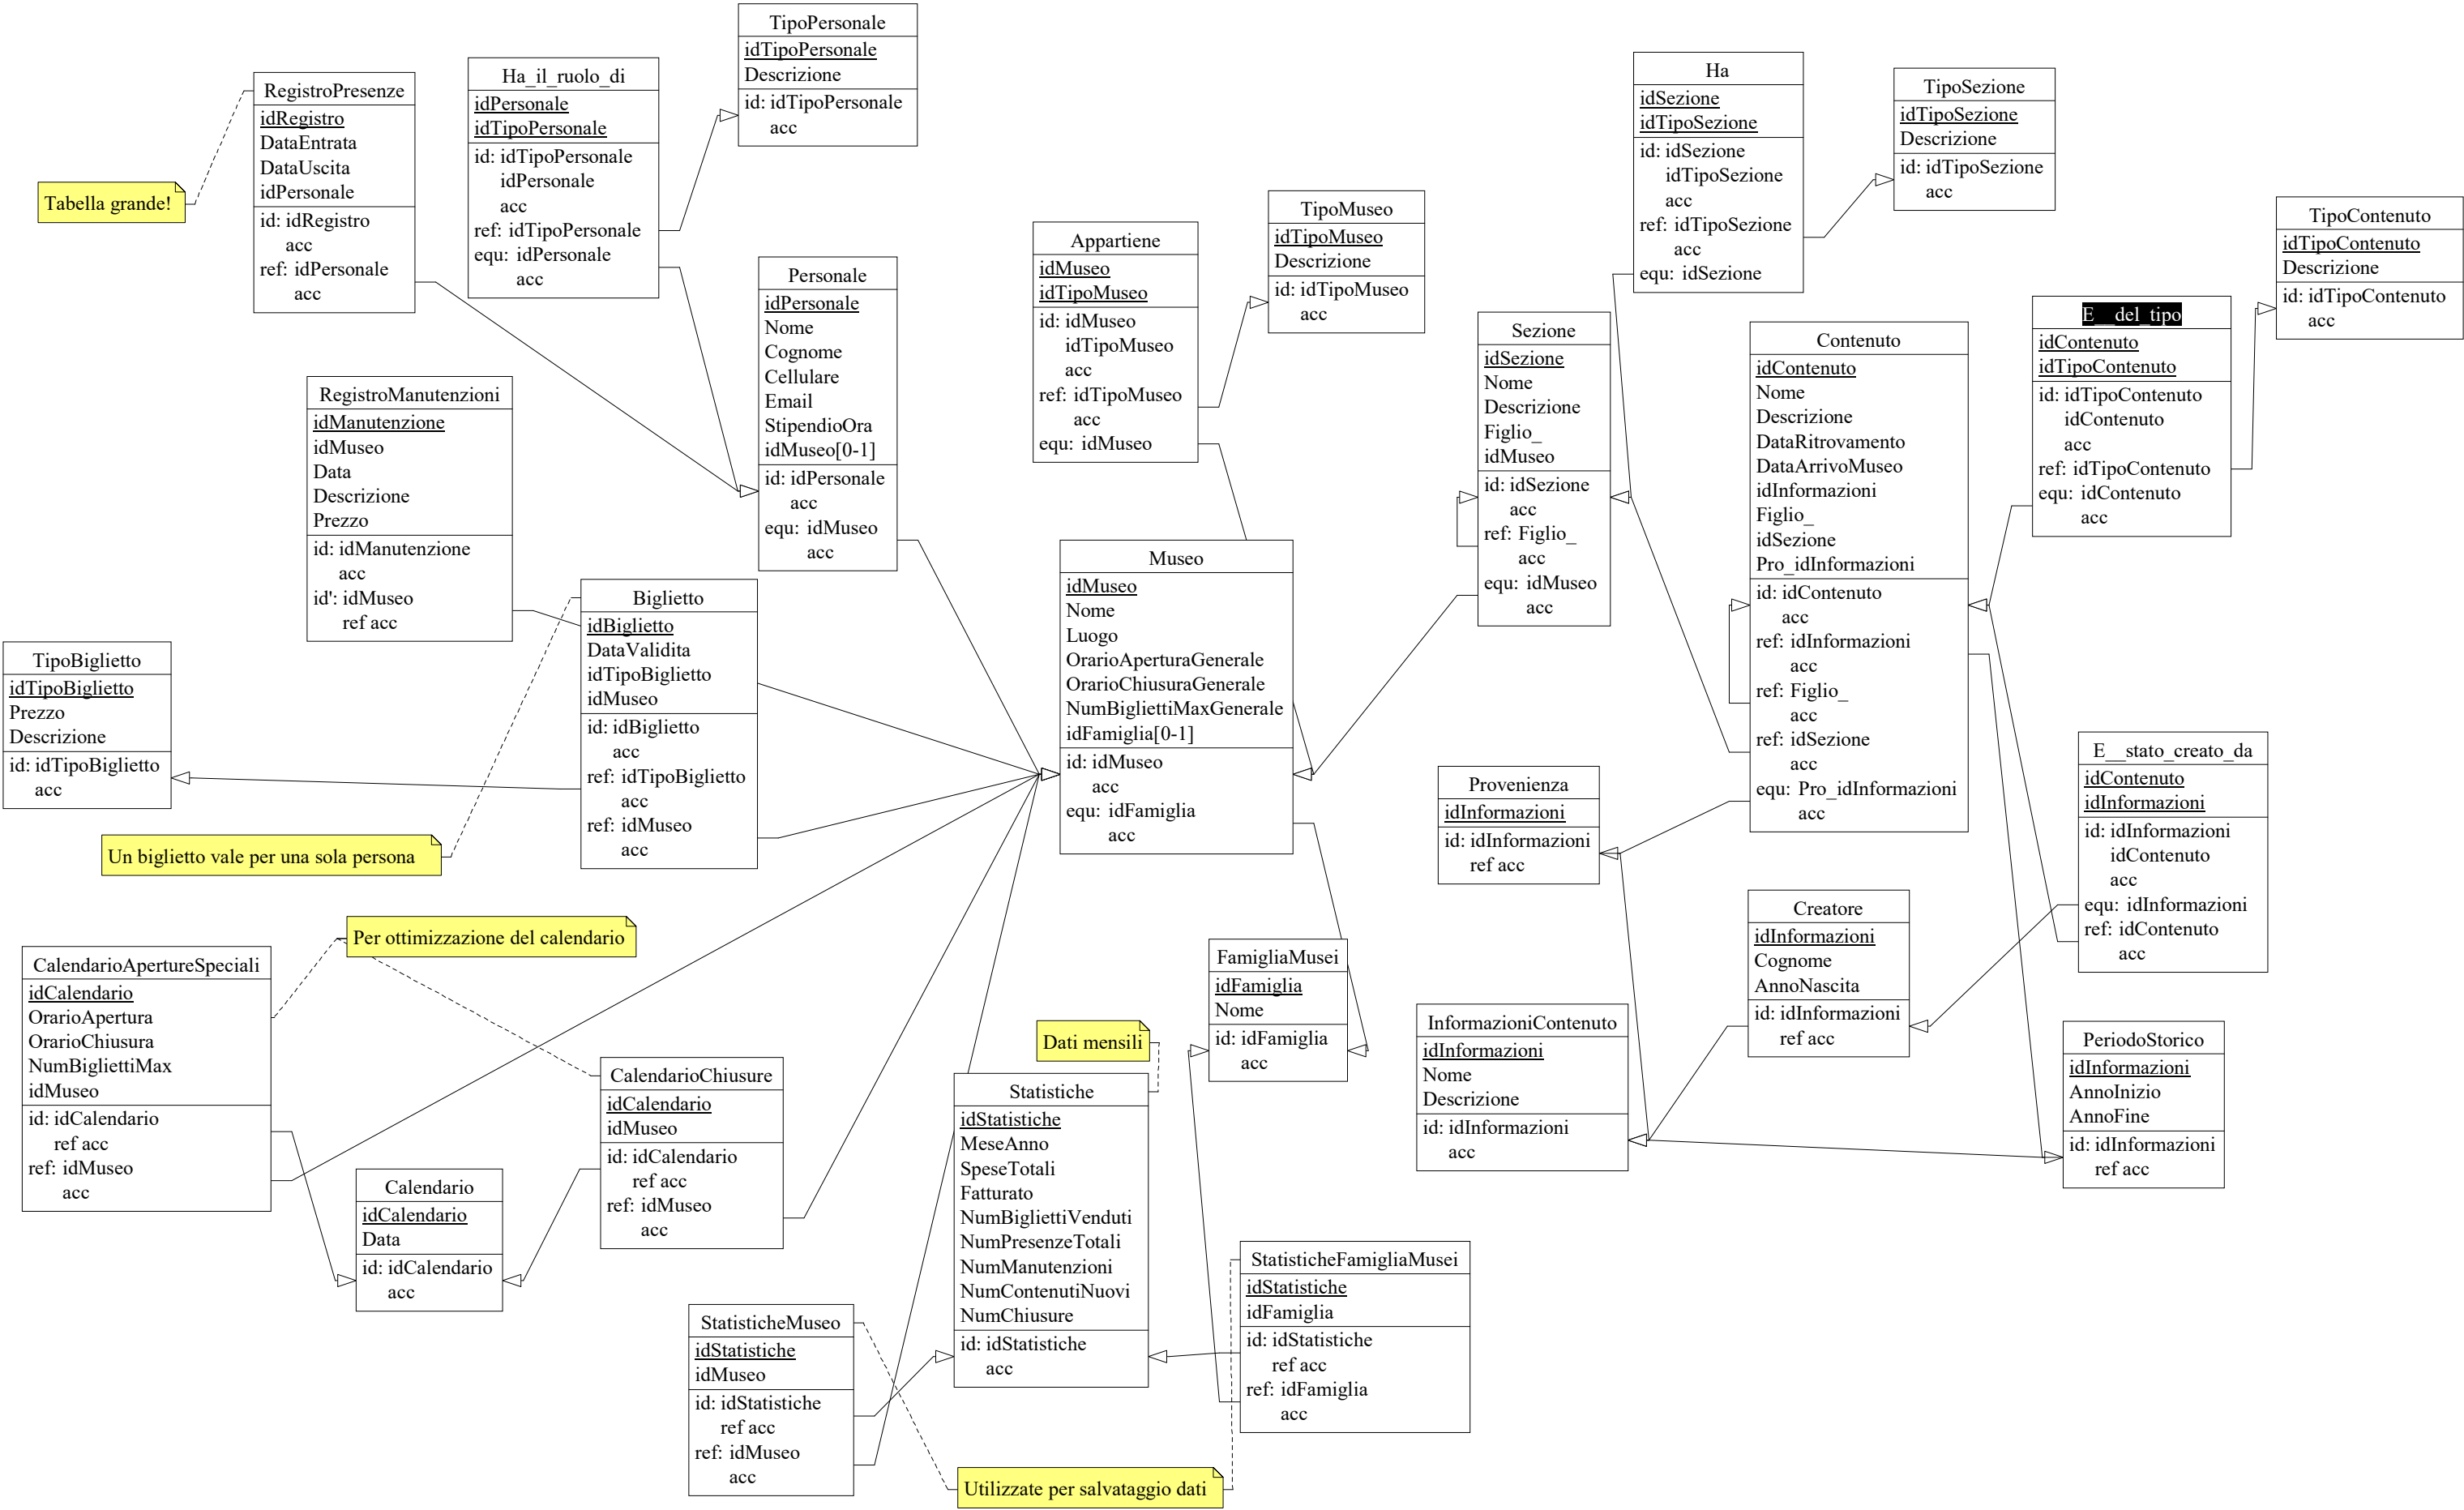 TipoPersonale
idTipoPersonale
Descrizione
id: idTipoPersonale
acc
Ha_il_ruolo_di
idPersonale
idTipoPersonale
id: idTipoPersonale
idPersonale
acc
ref: idTipoPersonale
equ: idPersonale
acc
RegistroPresenze
idRegistro
DataEntrata
DataUscita
idPersonale
id: idRegistro
acc
ref: idPersonale
acc
Tabella grande!
Personale
idPersonale
Nome
Cognome
Cellulare
Email
StipendioOra
idMuseo[0-1]
id: idPersonale
acc
equ: idMuseo
acc
RegistroManutenzioni
idManutenzione
idMuseo
Data
Descrizione
Prezzo
id: idManutenzione
acc
id': idMuseo
ref acc
Biglietto
idBiglietto
DataValidita
idTipoBiglietto
idMuseo
id: idBiglietto
acc
ref: idTipoBiglietto
acc
ref: idMuseo
acc
TipoBiglietto
idTipoBiglietto
Prezzo
Descrizione
id: idTipoBiglietto
acc
Un biglietto vale per una sola persona
Appartiene
idMuseo
idTipoMuseo
id: idMuseo
idTipoMuseo
acc
ref: idTipoMuseo
acc
equ: idMuseo
TipoMuseo
idTipoMuseo
Descrizione
id: idTipoMuseo
acc
Museo
idMuseo
Nome
Luogo
OrarioAperturaGenerale
OrarioChiusuraGenerale
NumBigliettiMaxGenerale
idFamiglia[0-1]
id: idMuseo
acc
equ: idFamiglia
acc
Ha
idSezione
idTipoSezione
id: idSezione
idTipoSezione
acc
ref: idTipoSezione
acc
equ: idSezione
TipoSezione
idTipoSezione
Descrizione
id: idTipoSezione
acc
Sezione
idSezione
Nome
Descrizione
Figlio_
idMuseo
id: idSezione
acc
ref: Figlio_
acc
equ: idMuseo
acc
Contenuto
idContenuto
Nome
Descrizione
DataRitrovamento
DataArrivoMuseo
idInformazioni
Figlio_
idSezione
Pro_idInformazioni
id: idContenuto
acc
ref: idInformazioni
acc
ref: Figlio_
acc
ref: idSezione
acc
equ: Pro_idInformazioni
acc
E__del_tipo
idContenuto
idTipoContenuto
id: idTipoContenuto
idContenuto
acc
ref: idTipoContenuto
equ: idContenuto
acc
TipoContenuto
idTipoContenuto
Descrizione
id: idTipoContenuto
acc
Provenienza
idInformazioni
id: idInformazioni
ref acc
E__stato_creato_da
idContenuto
idInformazioni
id: idInformazioni
idContenuto
acc
equ: idInformazioni
ref: idContenuto
acc
Creatore
idInformazioni
Cognome
AnnoNascita
id: idInformazioni
ref acc
InformazioniContenuto
idInformazioni
Nome
Descrizione
id: idInformazioni
acc
PeriodoStorico
idInformazioni
AnnoInizio
AnnoFine
id: idInformazioni
ref acc
Per ottimizzazione del calendario
CalendarioApertureSpeciali
idCalendario
OrarioApertura
OrarioChiusura
NumBigliettiMax
idMuseo
id: idCalendario
ref acc
ref: idMuseo
acc
Calendario
idCalendario
Data
id: idCalendario
acc
CalendarioChiusure
idCalendario
idMuseo
id: idCalendario
ref acc
ref: idMuseo
acc
FamigliaMusei
idFamiglia
Nome
id: idFamiglia
acc
Dati mensili
Statistiche
idStatistiche
MeseAnno
SpeseTotali
Fatturato
NumBigliettiVenduti
NumPresenzeTotali
NumManutenzioni
NumContenutiNuovi
NumChiusure
id: idStatistiche
acc
StatisticheFamigliaMusei
idStatistiche
idFamiglia
id: idStatistiche
ref acc
ref: idFamiglia
acc
StatisticheMuseo
idStatistiche
idMuseo
id: idStatistiche
ref acc
ref: idMuseo
acc
Utilizzate per salvataggio dati